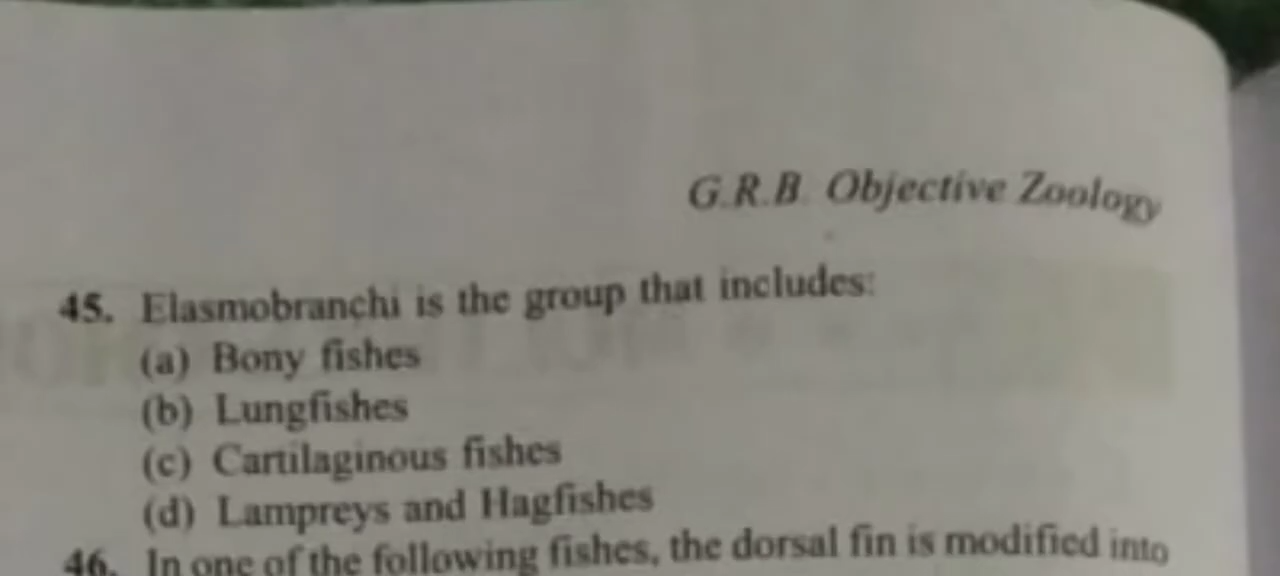 G.R.B. Objective Zoology
45. Elasmobranchi is the group that includes:
(a) Bony fishes
(b) Lungfishes
(c) Cartilaginous fishes
(d) Lampreys and Hagfishes
46. In one of the following fishes, the dorsal fin is modified into